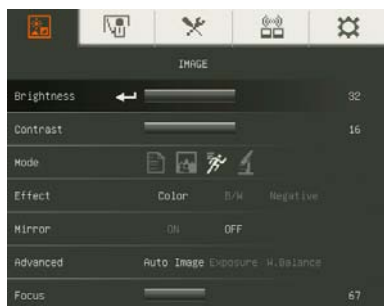 IMAGE
Brightness 32
Contrast 16
Mode
Effect Color B/W Negative
Mirror ON OFF
Advanced Auto Image Exposure W.Balance
Focus 67